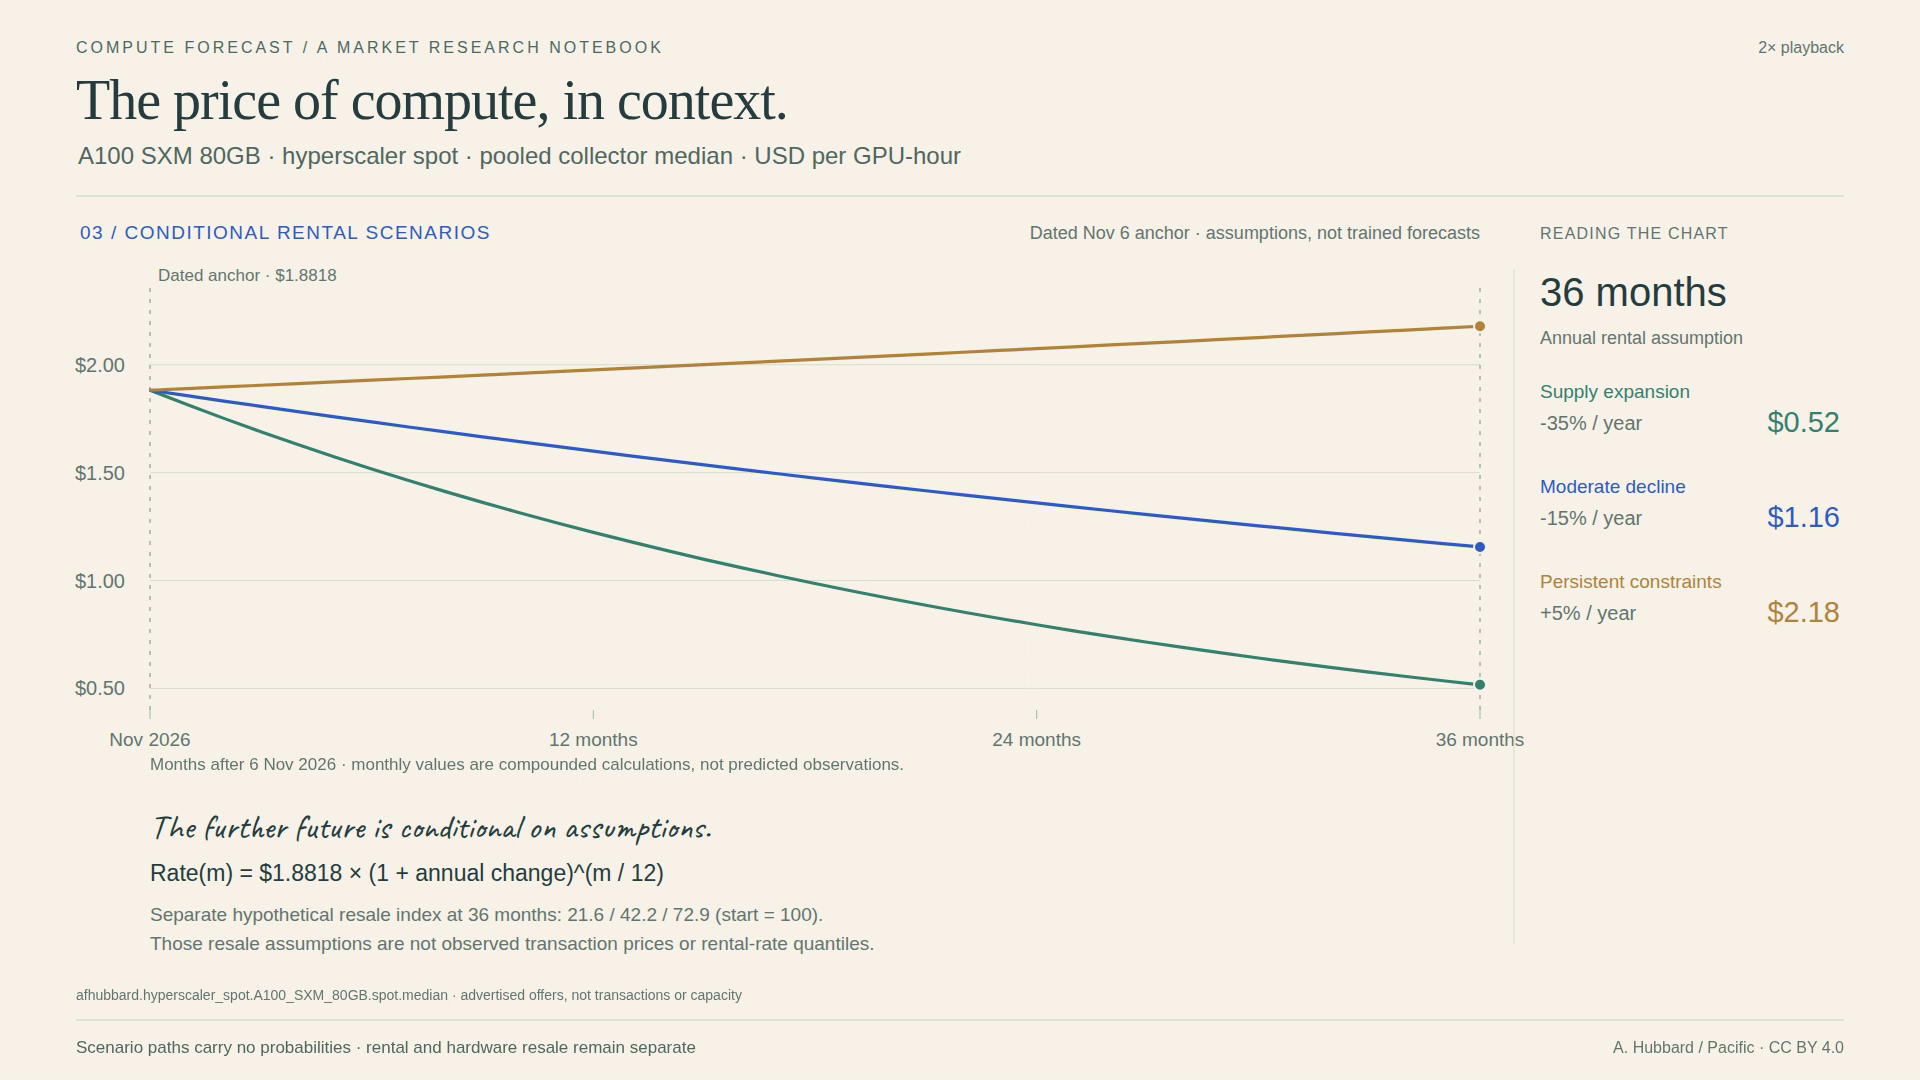 COMPUTE FORECAST / A MARKET RESEARCH NOTEBOOK
2× playback
The price of compute, in context.
A100 SXM 80GB · hyperscaler spot · pooled collector median · USD per GPU-hour
03 / CONDITIONAL RENTAL SCENARIOS
Dated Nov 6 anchor · assumptions, not trained forecasts
Dated anchor · $1.8818
$2.00
$1.50
$1.00
$0.50
Nov 2026
12 months
24 months
36 months
Months after 6 Nov 2026 · monthly values are compounded calculations, not predicted observations.
READING THE CHART
36 months
Annual rental assumption
Supply expansion
-35% / year
$0.52
Moderate decline
-15% / year
$1.16
Persistent constraints
+5% / year
$2.18
The further future is conditional on assumptions.
Rate(m) = $1.8818 × (1 + annual change)^(m / 12)
Separate hypothetical resale index at 36 months: 21.6 / 42.2 / 72.9 (start = 100).
Those resale assumptions are not observed transaction prices or rental-rate quantiles.
afhubbard.hyperscaler_spot.A100_SXM_80GB.spot.median · advertised offers, not transactions or capacity
Scenario paths carry no probabilities · rental and hardware resale remain separate
A. Hubbard / Pacific · CC BY 4.0